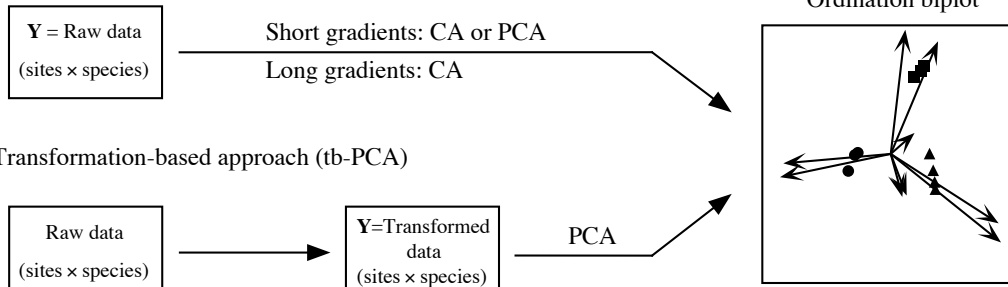 Ordination biplot
Y = Raw data
(sites × species)
Short gradients: CA or PCA
Long gradients: CA
Transformation-based approach (tb-PCA)
Raw data
(sites × species)
Y=Transformed
data
(sites × species)
PCA